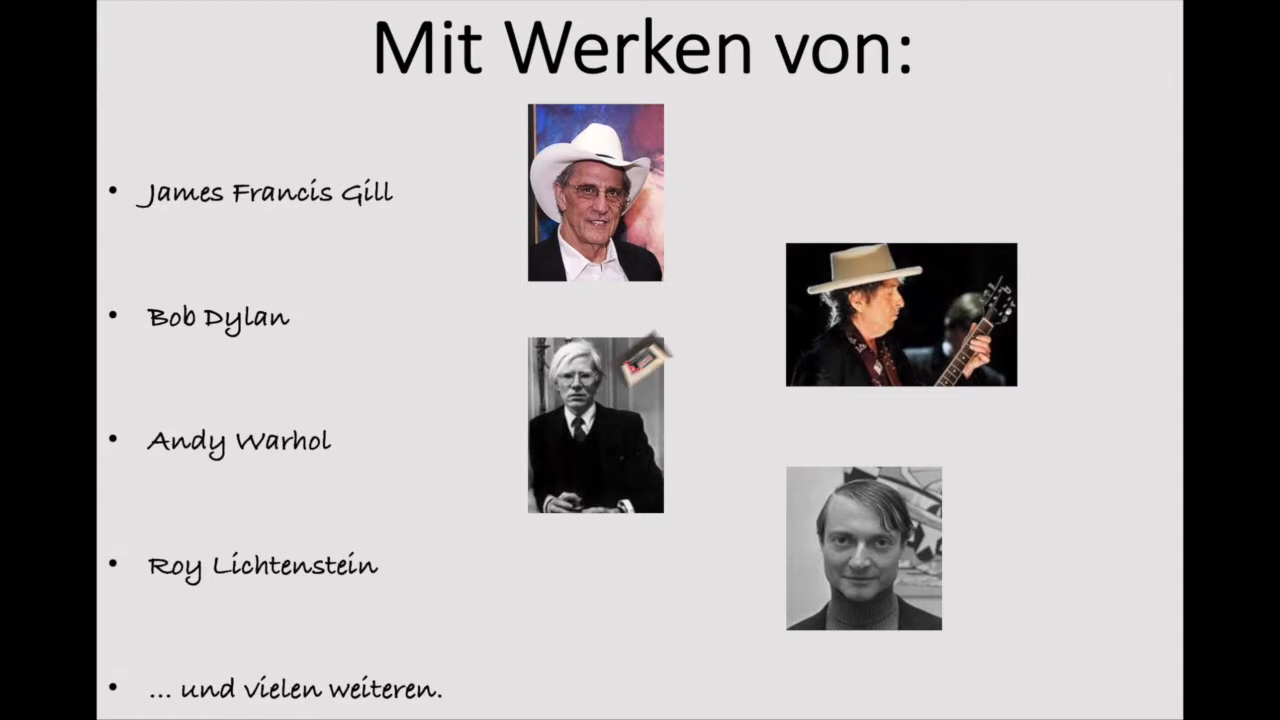 Mit Werken von:
• James Francis Gill
• Bob Dylan
• Andy Warhol
• Roy Lichtenstein
• ... und vielen weiteren.